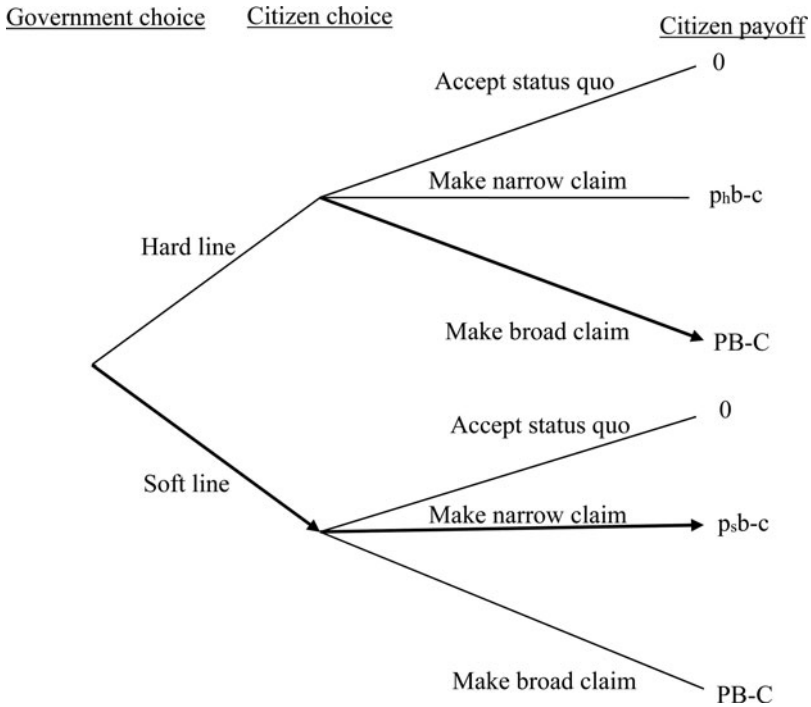 Government choice
Citizen choice
Citizen payoff
Accept status quo
0
Make narrow claim
pₕb-c
Hard line
Make broad claim
PB-C
Accept status quo
0
Soft line
Make narrow claim
pₛb-c
Make broad claim
PB-C